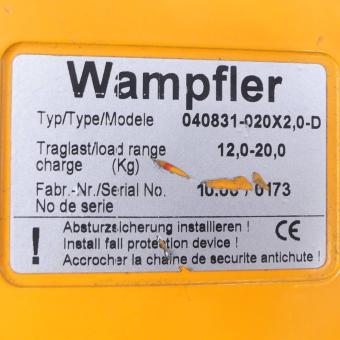 Wampfler
Typ/Type/Modele 040831-020X2,0-D
Traglast/load range 12,0-20,0
charge (Kg)
Fabr.-Nr./Serial No.
No de serie
! Absturzsicherung installieren ! CE
Install fall protection device !
Accrocher la chaine de securite antichute !